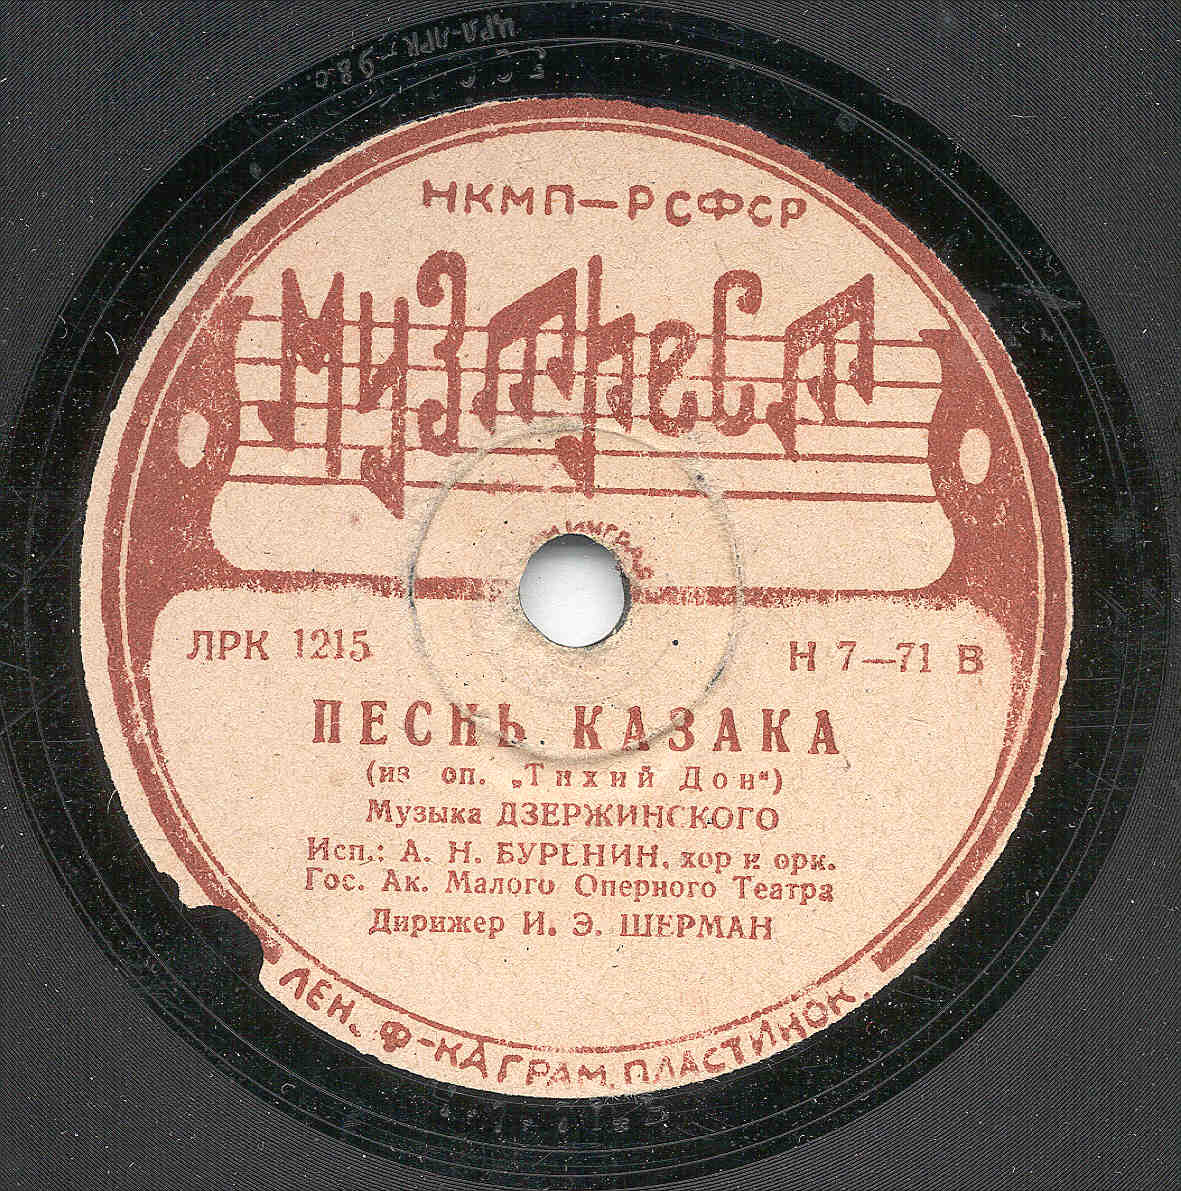 НКМП—РСФСР
Музпрест
ЛРК 1215
Н 7—71 В
ПЕСНЬ КАЗАКА
(из оп. „Тихий Дон“)
Музыка ДЗЕРЖИНСКОГО
Исп.: А. Н. БУРЕНИН, хор и орк.
Гос. Ак. Малого Оперного Театра
Дирижер И. Э. ШЕРМАН
ЛЕН. Ф-КА ГРАМ. ПЛАСТИНОК.